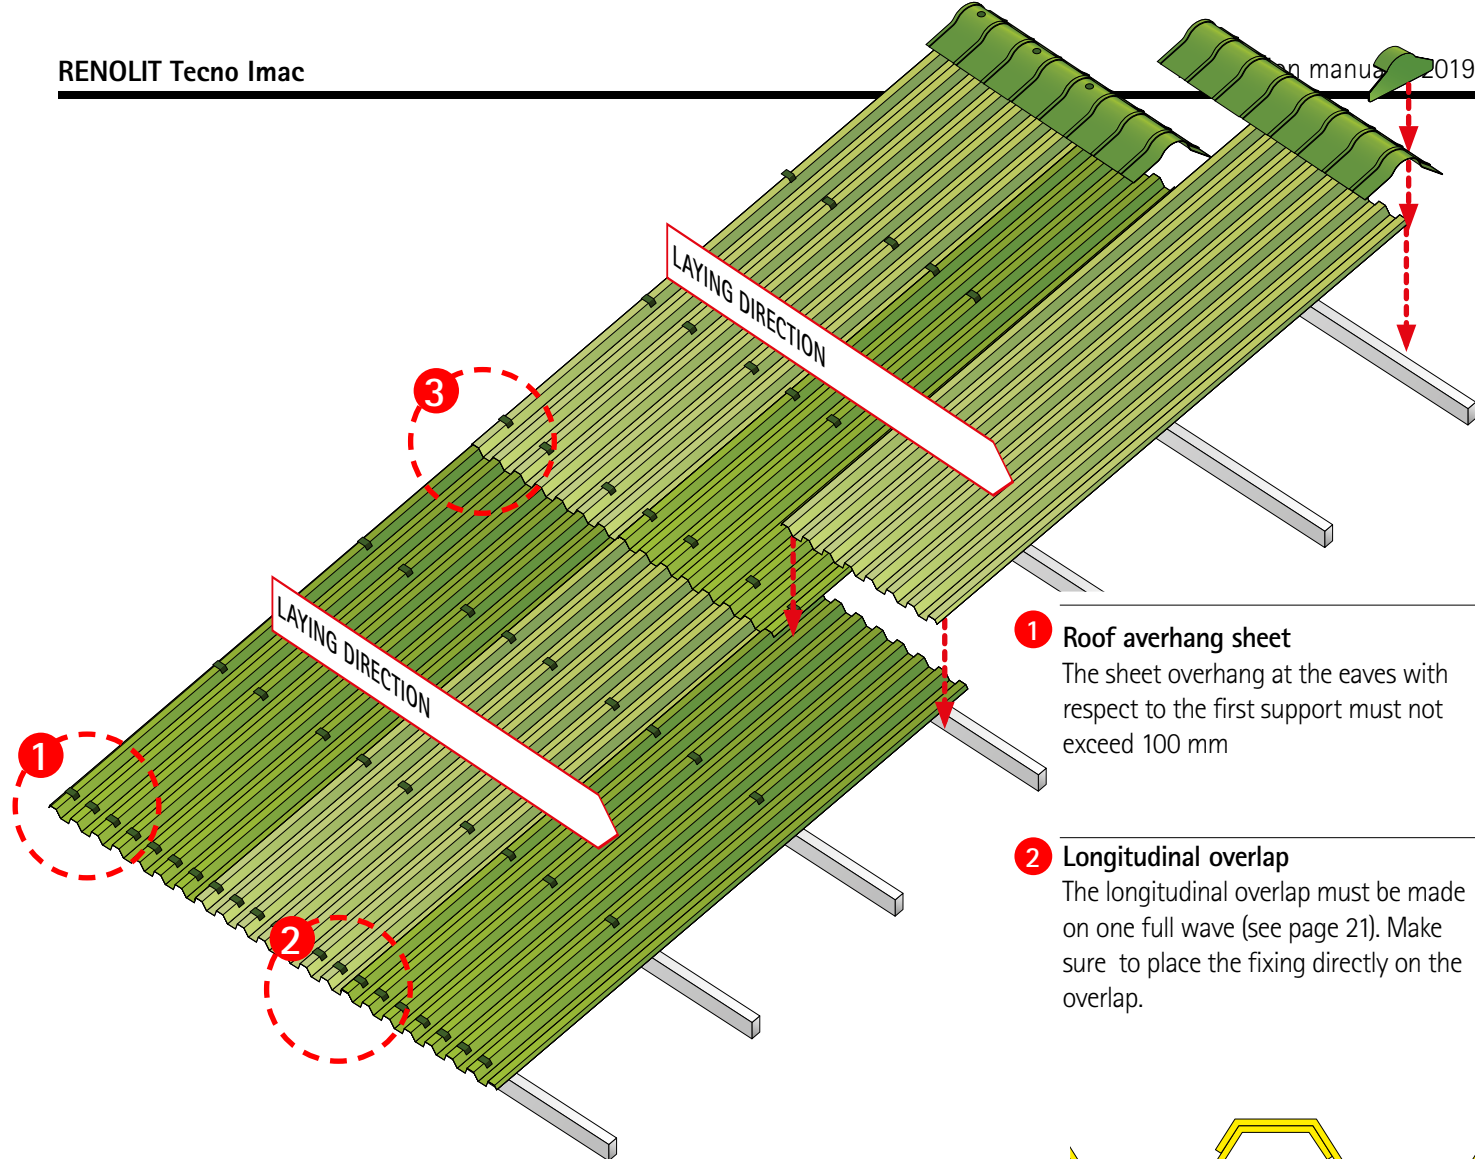 RENOLIT Tecno Imac
manua 2019
LAYING DIRECTION
3
LAYING DIRECTION
1
2
1 Roof averhang sheet
The sheet overhang at the eaves with
respect to the first support must not
exceed 100 mm
2 Longitudinal overlap
The longitudinal overlap must be made
on one full wave (see page 21). Make
sure to place the fixing directly on the
overlap.